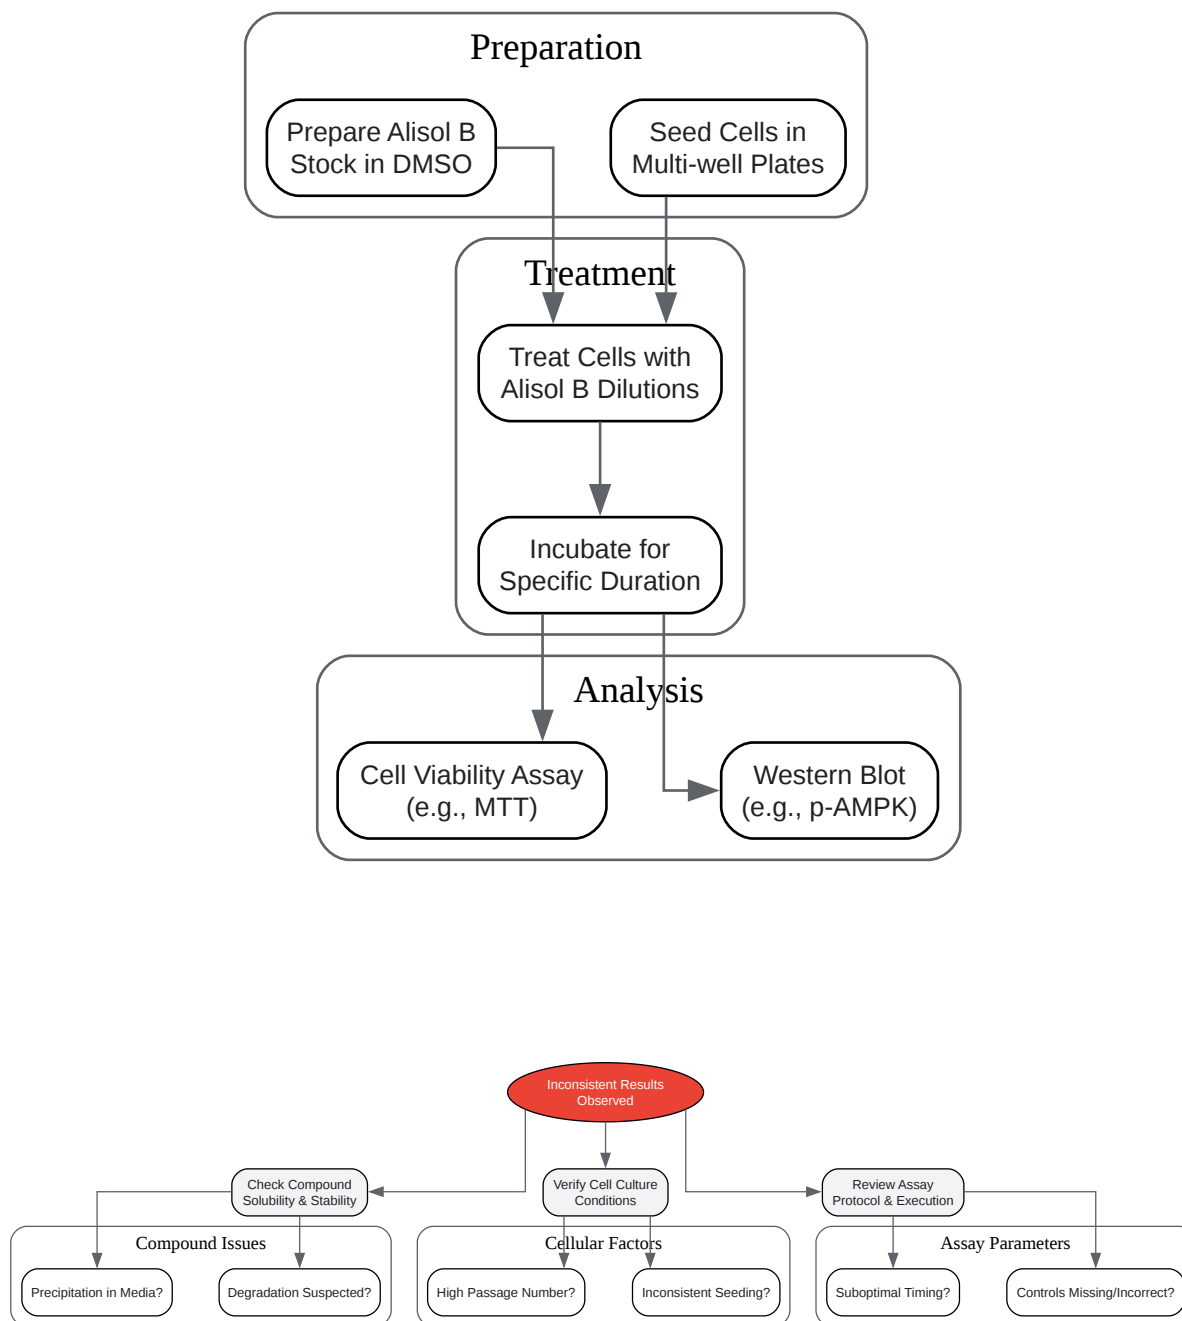 Preparation
Prepare Alisol B
Stock in DMSO
Seed Cells in
Multi-well Plates
Treatment
Treat Cells with
Alisol B Dilutions
Incubate for
Specific Duration
Analysis
Cell Viability Assay
(e.g., MTT)
Western Blot
(e.g., p-AMPK)
Inconsistent Results
Observed
Check Compound
Solubility & Stability
Verify Cell Culture
Conditions
Review Assay
Protocol & Execution
Compound Issues
Cellular Factors
Assay Parameters
Precipitation in Media?
Degradation Suspected?
High Passage Number?
Inconsistent Seeding?
Suboptimal Timing?
Controls Missing/Incorrect?